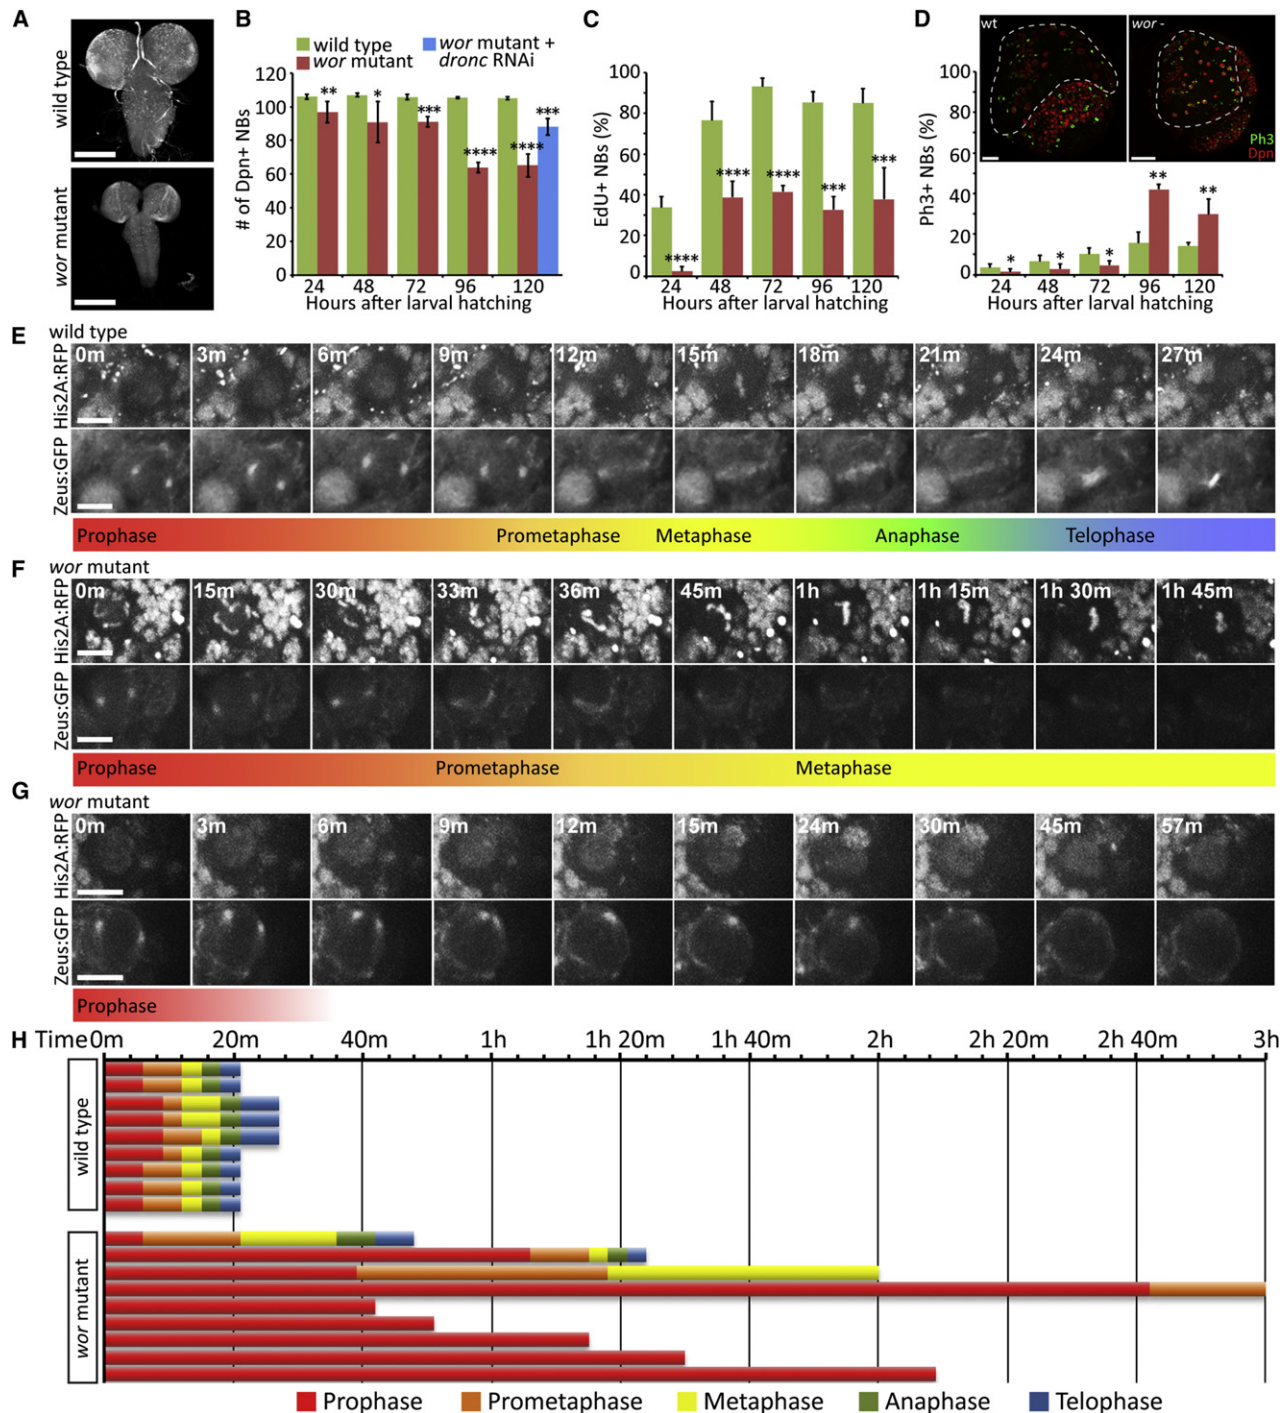 A
wild type
wor mutant
B
wild type
wor mutant
wor mutant +
dronc RNAi
# of Dpn+ NBs
120
100
80
60
40
20
0
** * *** **** **** ***
24 48 72 96 120
Hours after larval hatching
C
EdU+ NBs (%)
100
80
60
40
20
0
**** **** **** *** ***
24 48 72 96 120
Hours after larval hatching
D
wt
wor -
Ph3
Dpn
Ph3+ NBs (%)
100
80
60
40
20
0
* * * ** **
24 48 72 96 120
Hours after larval hatching
E
wild type
His2A:RFP
0m 3m 6m 9m 12m 15m 18m 21m 24m 27m
Zeus:GFP
Prophase Prometaphase Metaphase Anaphase Telophase
F
wor mutant
His2A:RFP
0m 15m 30m 33m 36m 45m 1h 1h 15m 1h 30m 1h 45m
Zeus:GFP
Prophase Prometaphase Metaphase
G
wor mutant
His2A:RFP
0m 3m 6m 9m 12m 15m 24m 30m 45m 57m
Zeus:GFP
Prophase
H
Time 0m 20m 40m 1h 1h 20m 1h 40m 2h 2h 20m 2h 40m 3h
wild type
wor mutant
Prophase Prometaphase Metaphase Anaphase Telophase